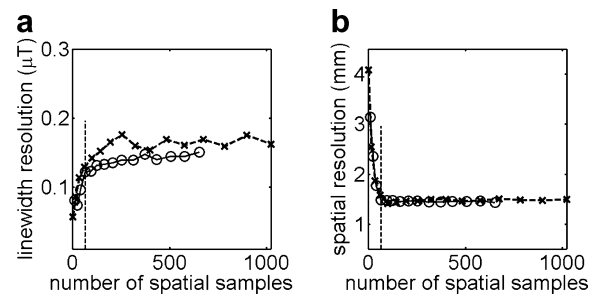 a
linewidth resolution (μT)
0.3
0.2
0.1
0
500
1000
number of spatial samples
b
spatial resolution (mm)
4
3
2
1
0
500
1000
number of spatial samples